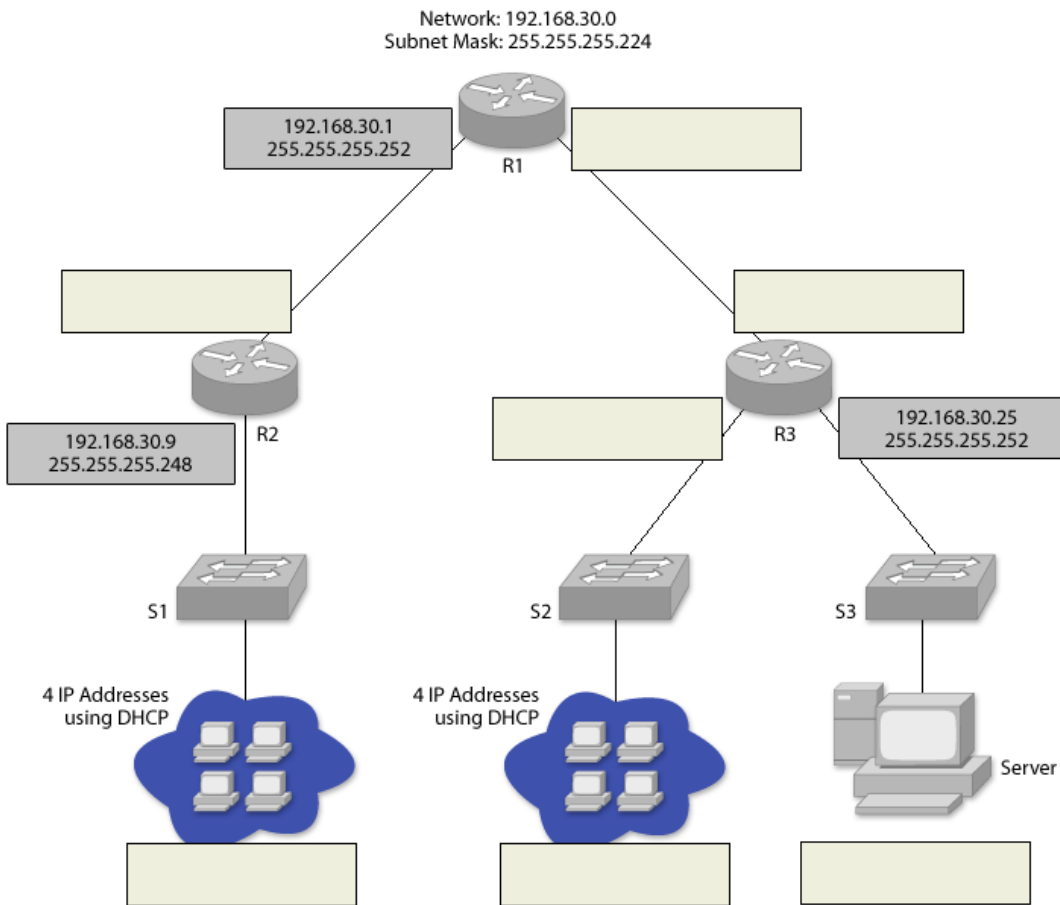 Network: 192.168.30.0
Subnet Mask: 255.255.255.224
192.168.30.1
255.255.255.252
R1
R2
R3
192.168.30.9
255.255.255.248
192.168.30.25
255.255.255.252
S1
S2
S3
4 IP Addresses
using DHCP
4 IP Addresses
using DHCP
Server